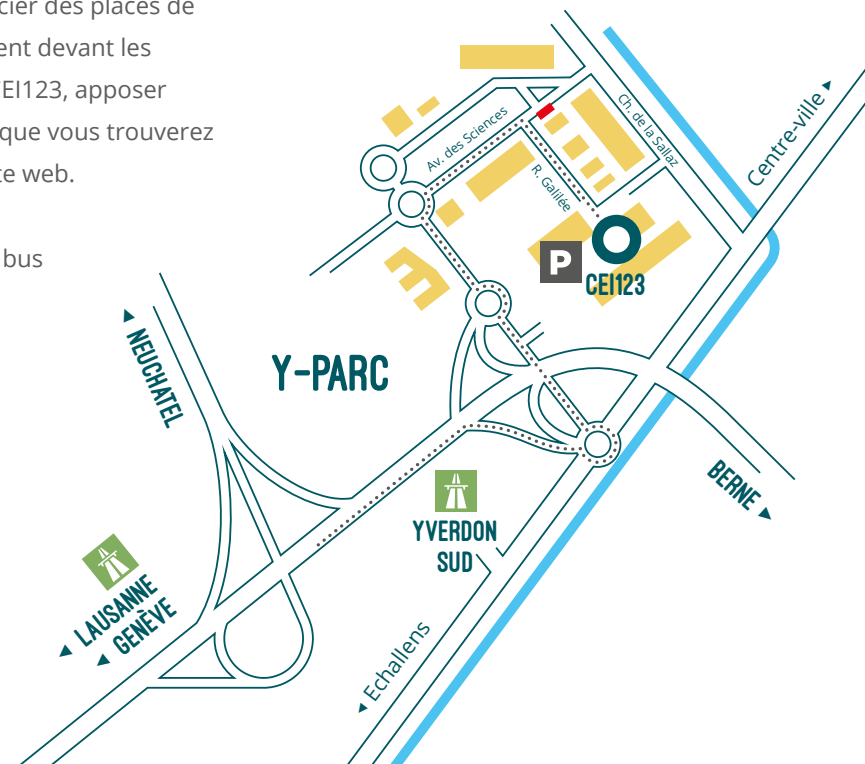 cier des places de
ent devant les
CEI123, apposer
que vous trouverez
te web.
bus
Av. des Sciences
Ch. de la Sallaz
R. Galilée
Centre-ville
P
CEI123
NEUCHATEL
Y-PARC
BERNE
YVERDON
SUD
LAUSANNE
GENÈVE
Echallens